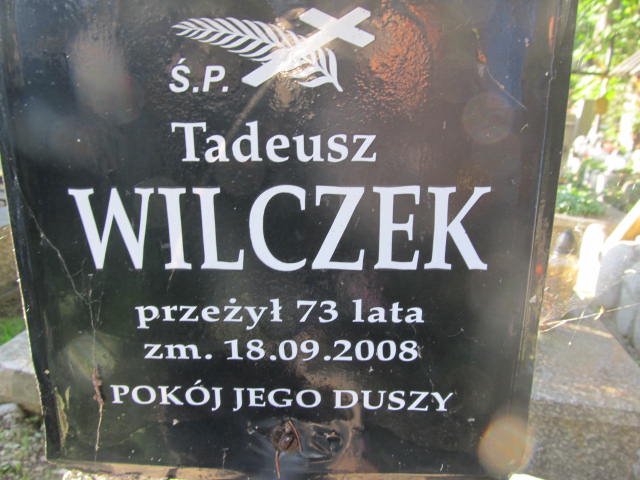 Ś.P.
Tadeusz
WILCZEK
przeżył 73 lata
zm. 18.09.2008
POKÓJ JEGO DUSZY